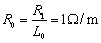 R₀ = R₁/L₀ = 1Ω/m